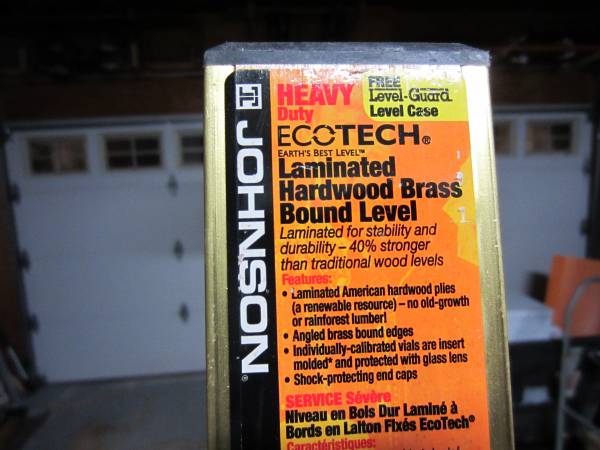 JOHNSON
HEAVY
Duty
FREE
Level-Guard
Level Case
ECOTECH®
EARTH'S BEST LEVEL™
Laminated
Hardwood Brass
Bound Level
Laminated for stability and
durability – 40% stronger
than traditional wood levels
Features:
• Laminated American hardwood plies
(a renewable resource) – no old-growth
or rainforest lumber!
• Angled brass bound edges
• Individually-calibrated vials are insert
molded* and protected with glass lens
• Shock-protecting end caps
SERVICE Sévère
Niveau en Bois Dur Laminé à
Bords en Laiton Fixés EcoTech®
Caractéristiques: